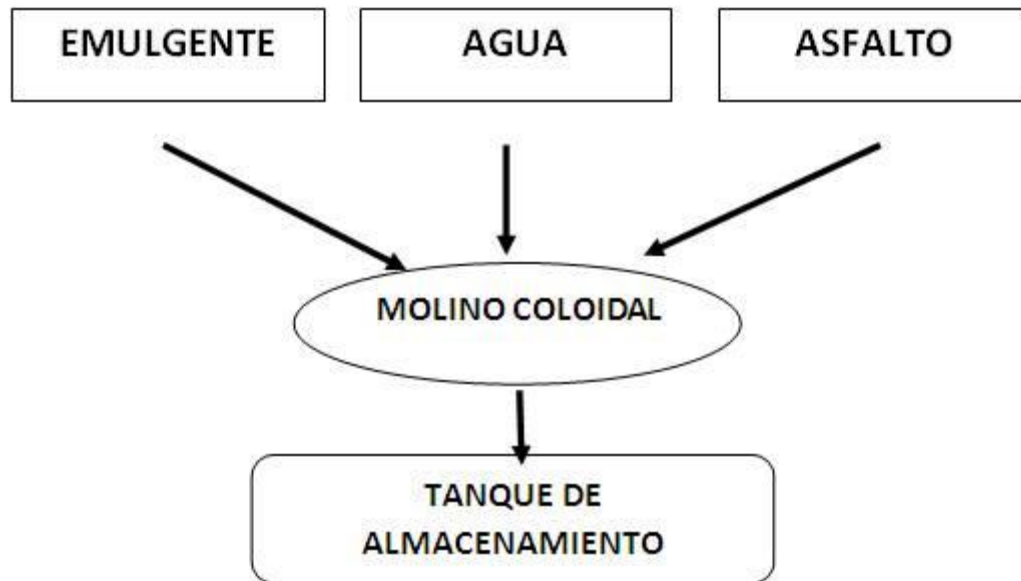 EMULGENTE
AGUA
ASFALTO
MOLINO COLOIDAL
TANQUE DE
ALMACENAMIENTO